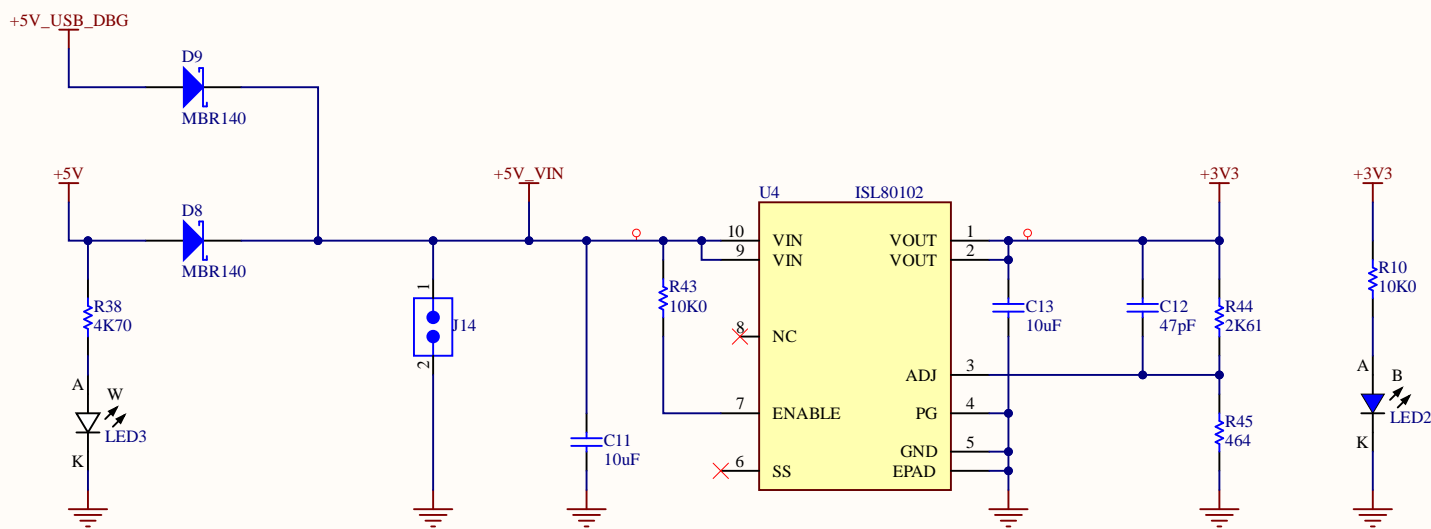 +5V_USB_DBG
D9
MBR140
+5V
D8
MBR140
R38
4K70
A
W
LED3
K
1
J14
2
+5V_VIN
C11
10uF
R43
10K0
U4
ISL80102
10
VIN
9
VIN
8
NC
7
ENABLE
6
SS
VOUT
1
VOUT
2
ADJ
3
PG
4
GND
5
EPAD
C13
10uF
C12
47pF
+3V3
R44
2K61
R45
464
+3V3
R10
10K0
A
B
LED2
K